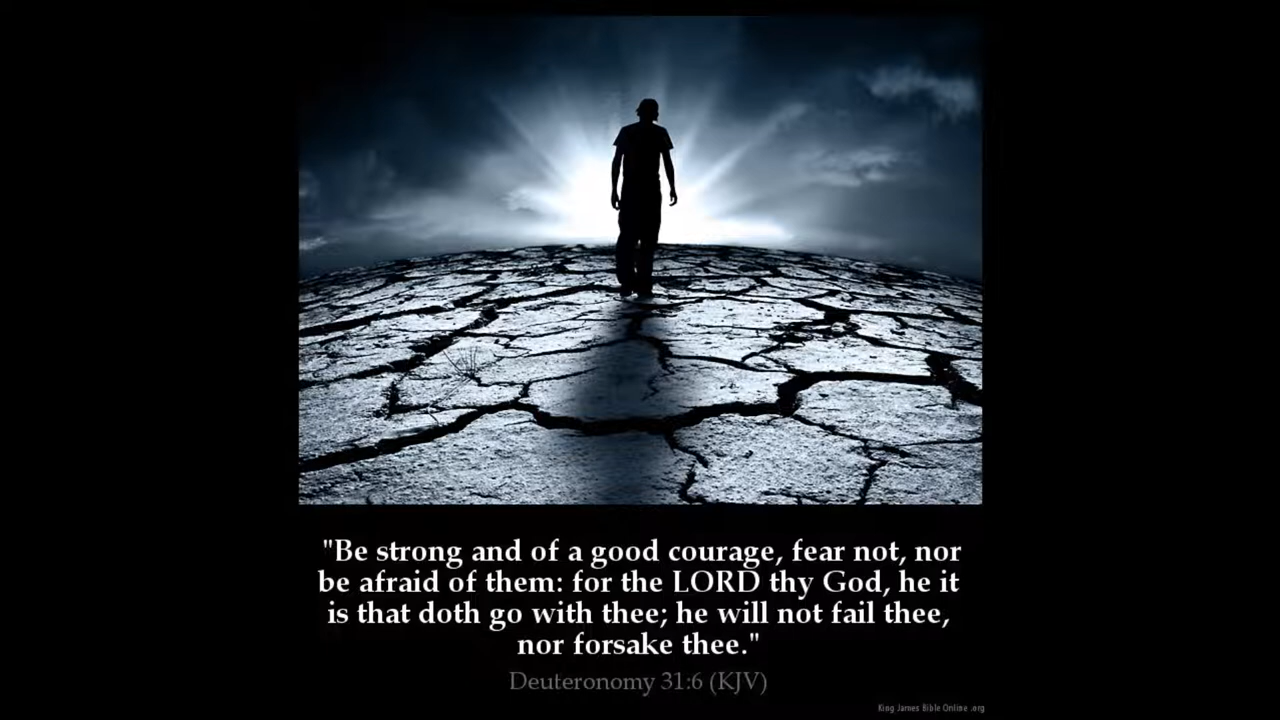 "Be strong and of a good courage, fear not, nor
be afraid of them: for the LORD thy God, he it
is that doth go with thee; he will not fail thee,
nor forsake thee."
Deuteronomy 31:6 (KJV)
King James Bible Online .org